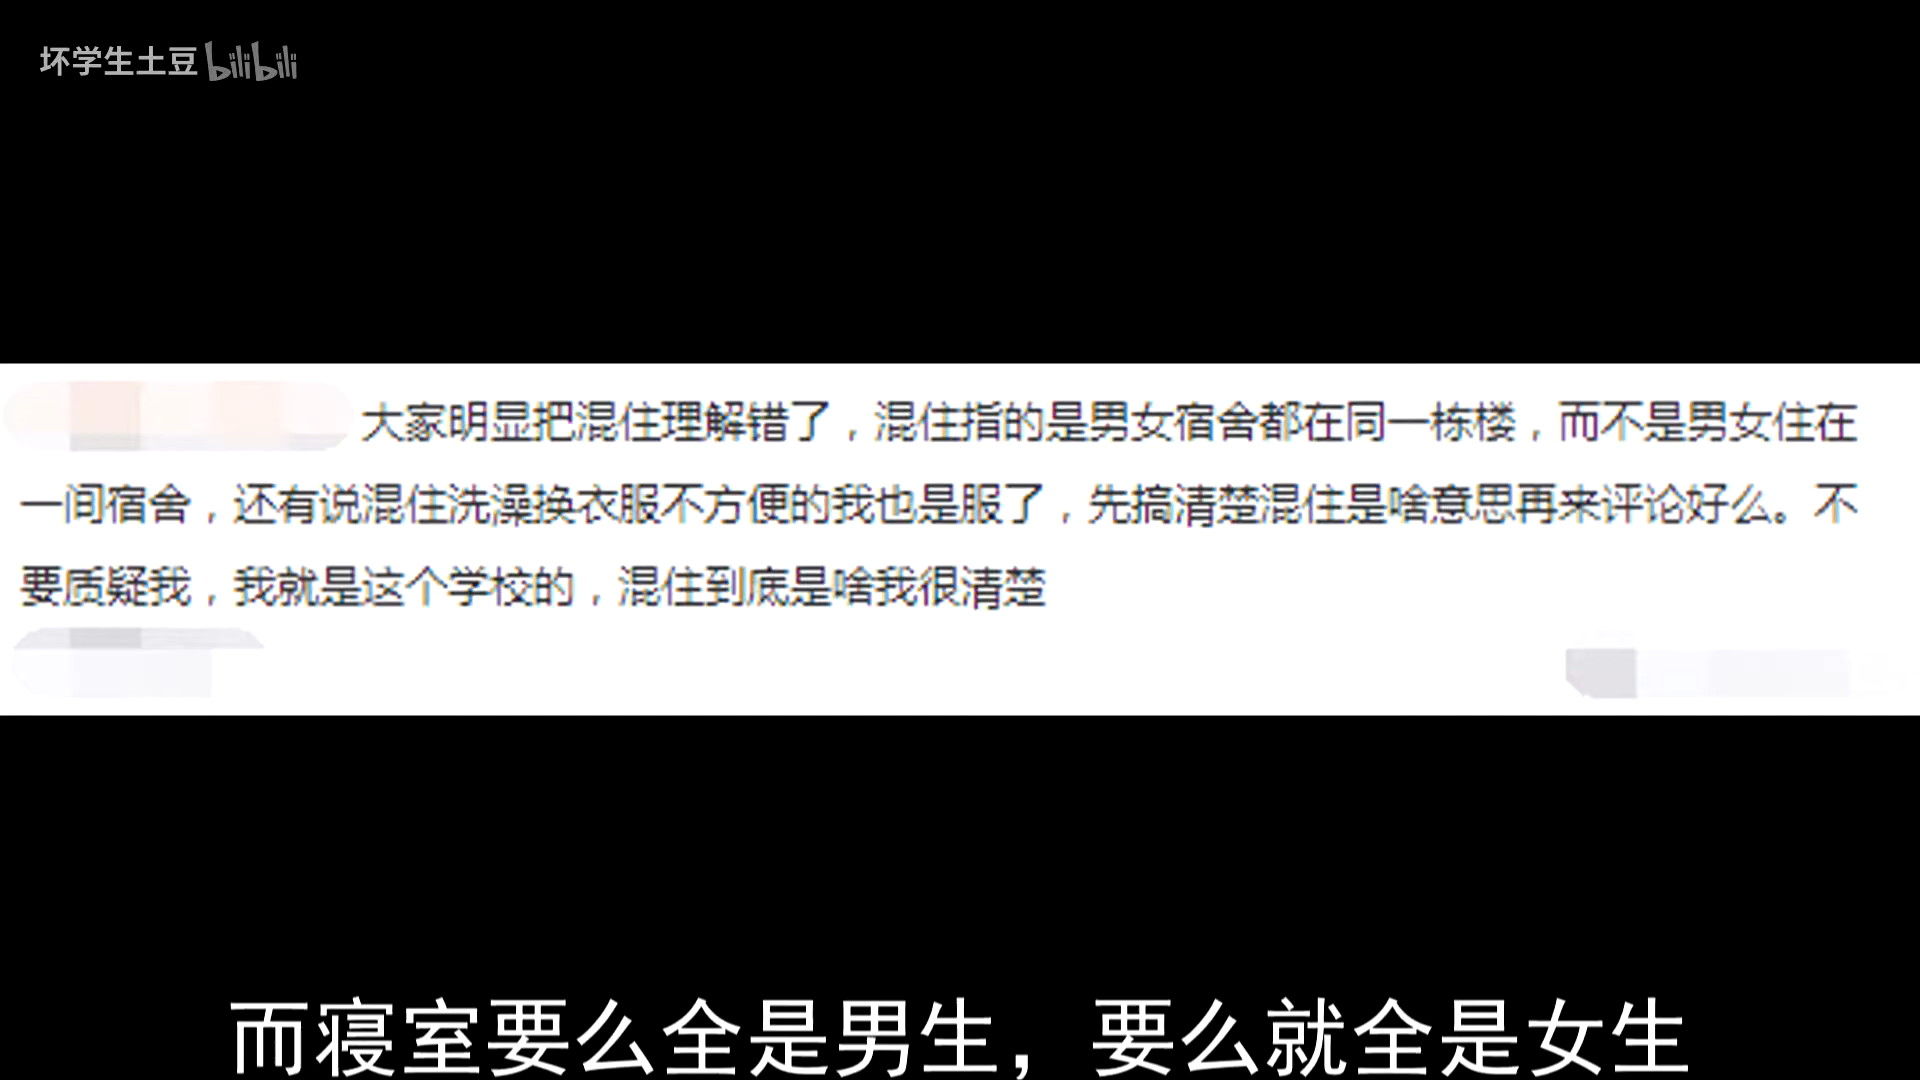 坏学生土豆 bilibili
大家明显把混住理解错了，混住指的是男女宿舍都在同一栋楼，而不是男女住在
一间宿舍，还有说混住洗澡换衣服不方便的我也是服了，先搞清楚混住是啥意思再来评论好么。不
要质疑我，我就是这个学校的，混住到底是啥我很清楚
而寝室要么全是男生，要么就全是女生